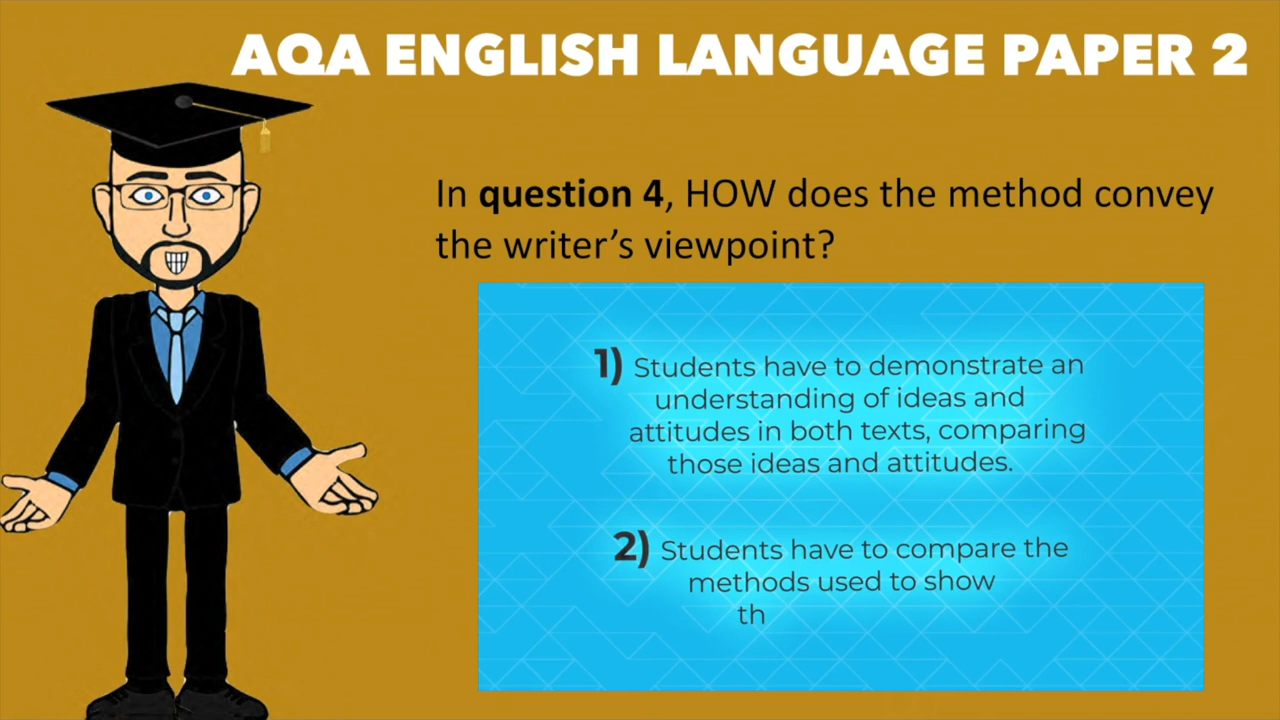 AQA ENGLISH LANGUAGE PAPER 2
In question 4, HOW does the method convey
the writer’s viewpoint?
1) Students have to demonstrate an
understanding of ideas and
attitudes in both texts, comparing
those ideas and attitudes.
2) Students have to compare the
methods used to show
th